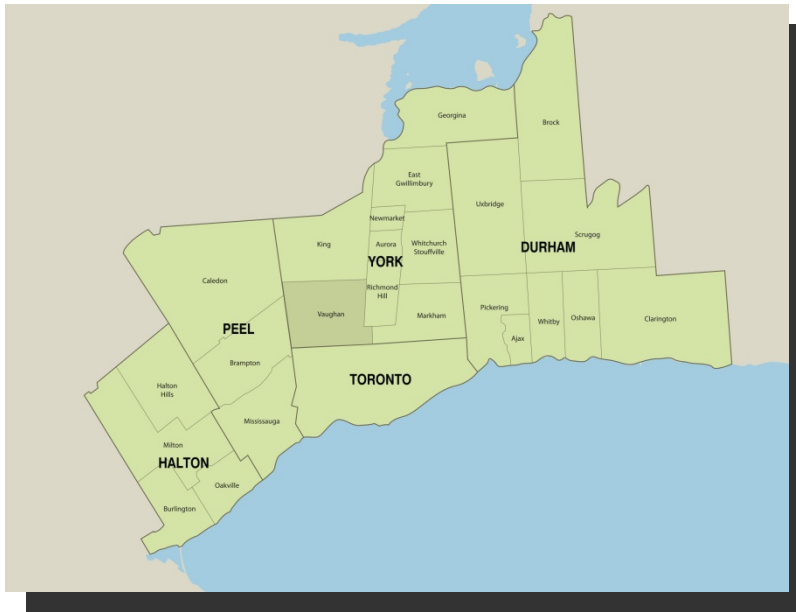 Georgina
Brock
East
Gwillimbury
Uxbridge
Newmarket
Scrugog
King
Aurora
Whitchurch
Stouffville
DURHAM
YORK
Caledon
Richmond
Hill
Vaughan
Markham
Pickering
Whitby
Oshawa
Clarington
PEEL
Ajax
Brampton
TORONTO
Halton
Hills
Mississauga
Milton
HALTON
Oakville
Burlington